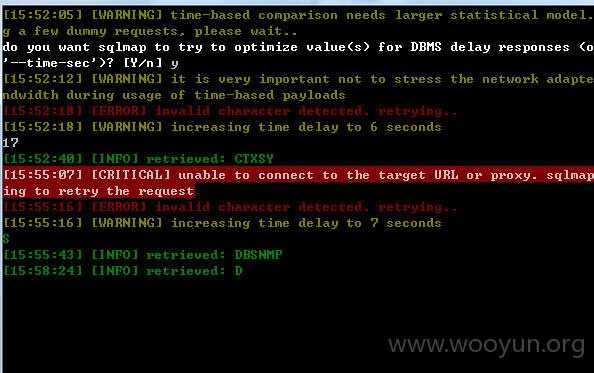 [15:52:05] [WARNING] time-based comparison needs larger statistical model.
g a few dummy requests, please wait..
do you want sqlmap to try to optimize value(s) for DBMS delay responses (o
'--time-sec')? [Y/n] y
[15:52:12] [WARNING] it is very important not to stress the network adapte
ndwidth during usage of time-based payloads
[15:52:18] [ERROR] invalid character detected. retrying..
[15:52:18] [WARNING] increasing time delay to 6 seconds
17
[15:52:40] [INFO] retrieved: CTXSY
[15:55:07] [CRITICAL] unable to connect to the target URL or proxy. sqlmap
ing to retry the request
[15:55:16] [ERROR] invalid character detected. retrying..
[15:55:16] [WARNING] increasing time delay to 7 seconds
S
[15:55:43] [INFO] retrieved: DBSNMP
[15:58:24] [INFO] retrieved: D
www.wooyun.org